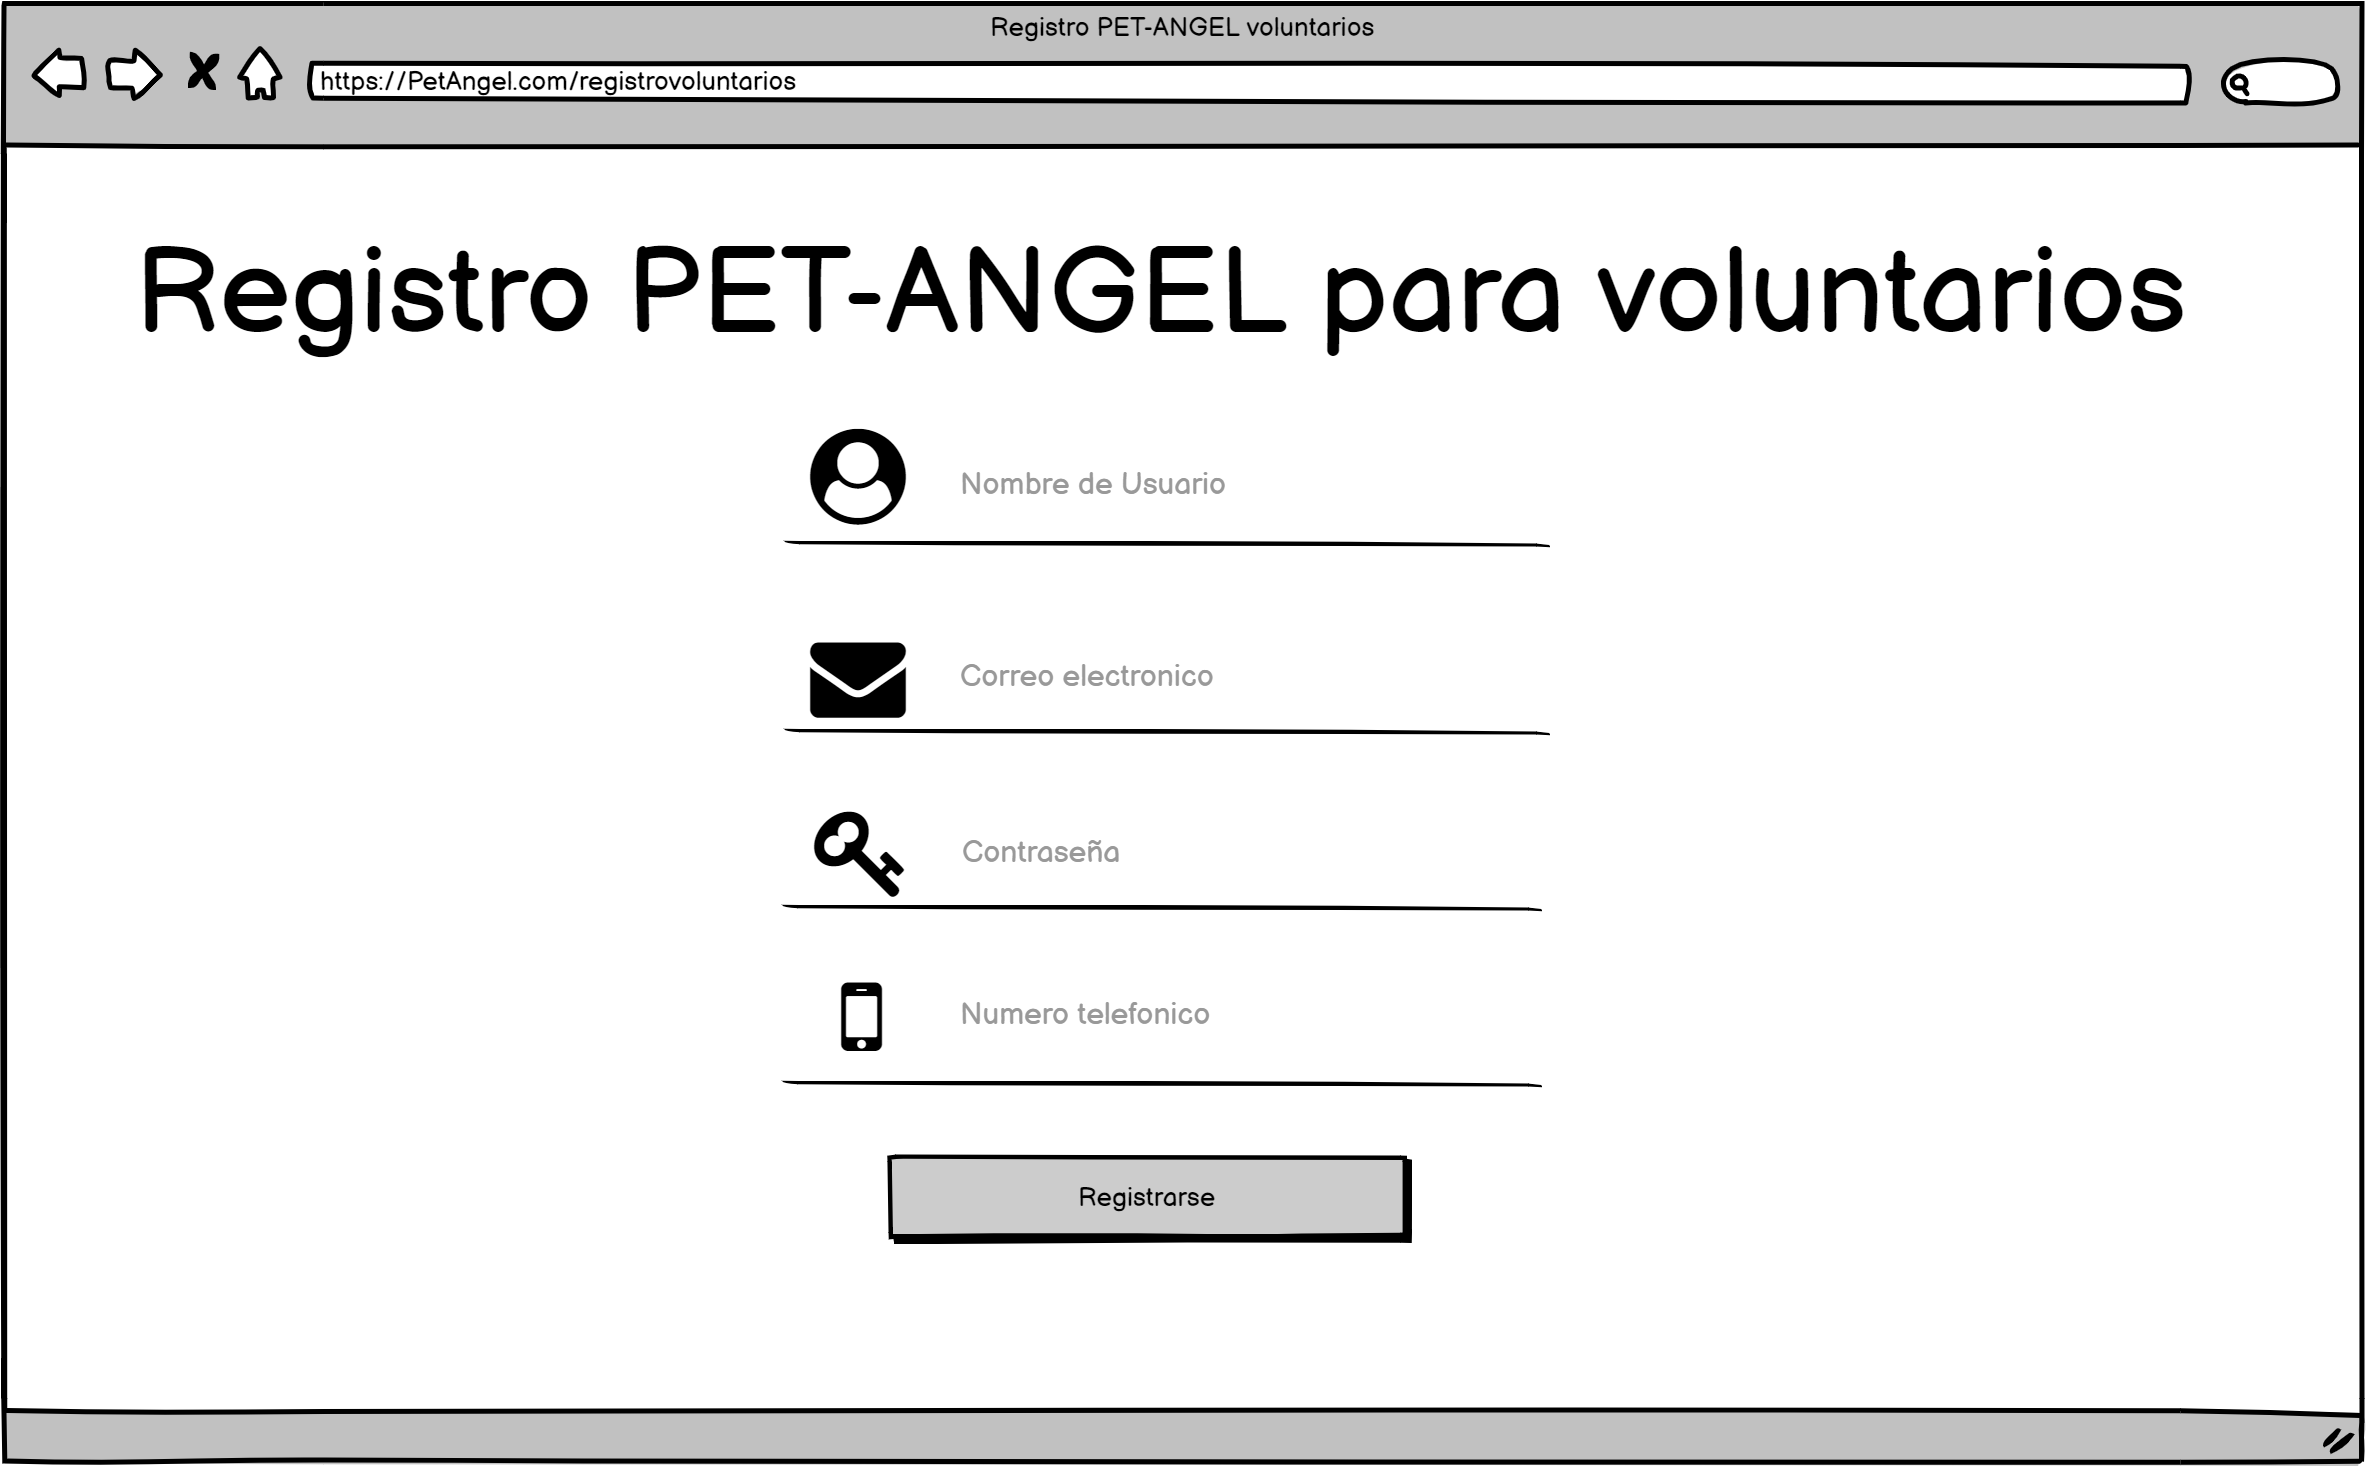 Registro PET-ANGEL voluntarios
https://PetAngel.com/registrovoluntarios
Registro PET-ANGEL para voluntarios
Nombre de Usuario
Correo electronico
Contraseña
Numero telefonico
Registrarse